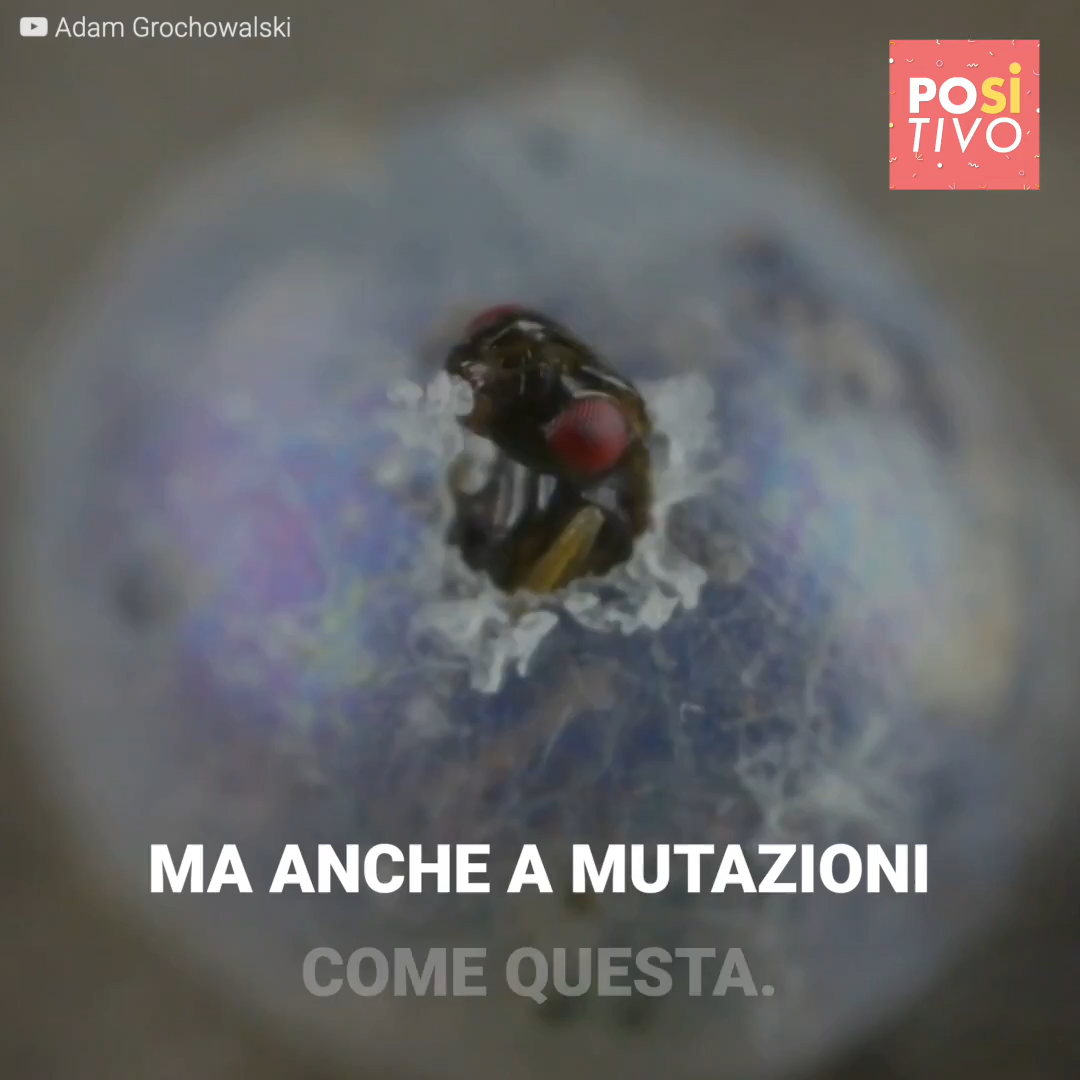 Adam Grochowalski
POSi
TIVO
MA ANCHE A MUTAZIONI
COME QUESTA.